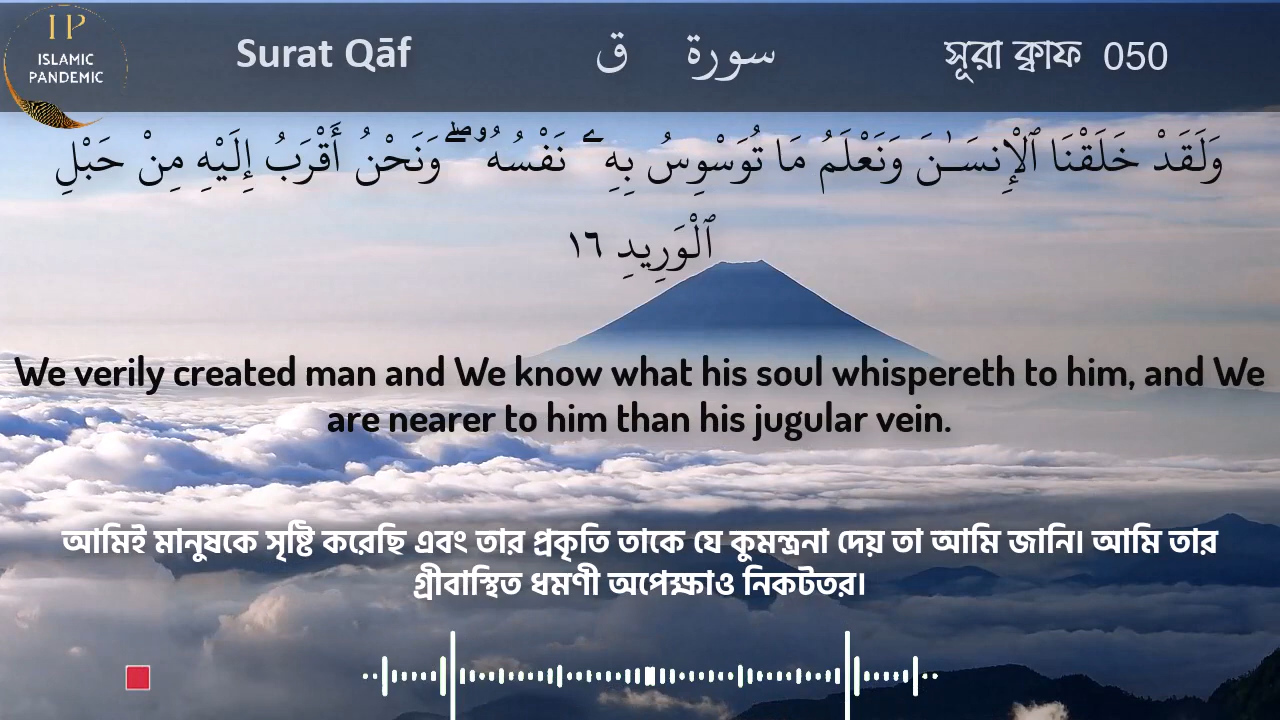 IP
ISLAMIC
PANDEMIC
Surat Qāf
سورة ق
সূরা ক্বাফ 050
وَلَقَدْ خَلَقْنَا ٱلْإِنسَـٰنَ وَنَعْلَمُ مَا تُوَسْوِسُ بِهِۦ نَفْسُهُۥ ۖ وَنَحْنُ أَقْرَبُ إِلَيْهِ مِنْ حَبْلِ
ٱلْوَرِيدِ ١٦
We verily created man and We know what his soul whispereth to him, and We
are nearer to him than his jugular vein.
আমিই মানুষকে সৃষ্টি করেছি এবং তার প্রকৃতি তাকে যে কুমন্ত্রনা দেয় তা আমি জানি। আমি তার
গ্রীবাস্থিত ধমণী অপেক্ষাও নিকটতর।